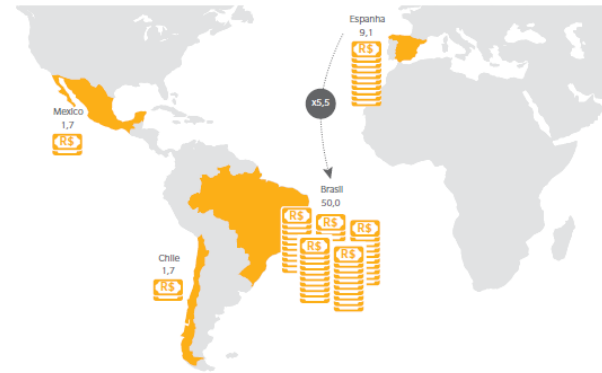 Espanha
9,1
R$
x5,5
Mexico
1,7
R$
Brasil
50,0
R$
R$
R$
R$
R$
Chile
1,7
R$